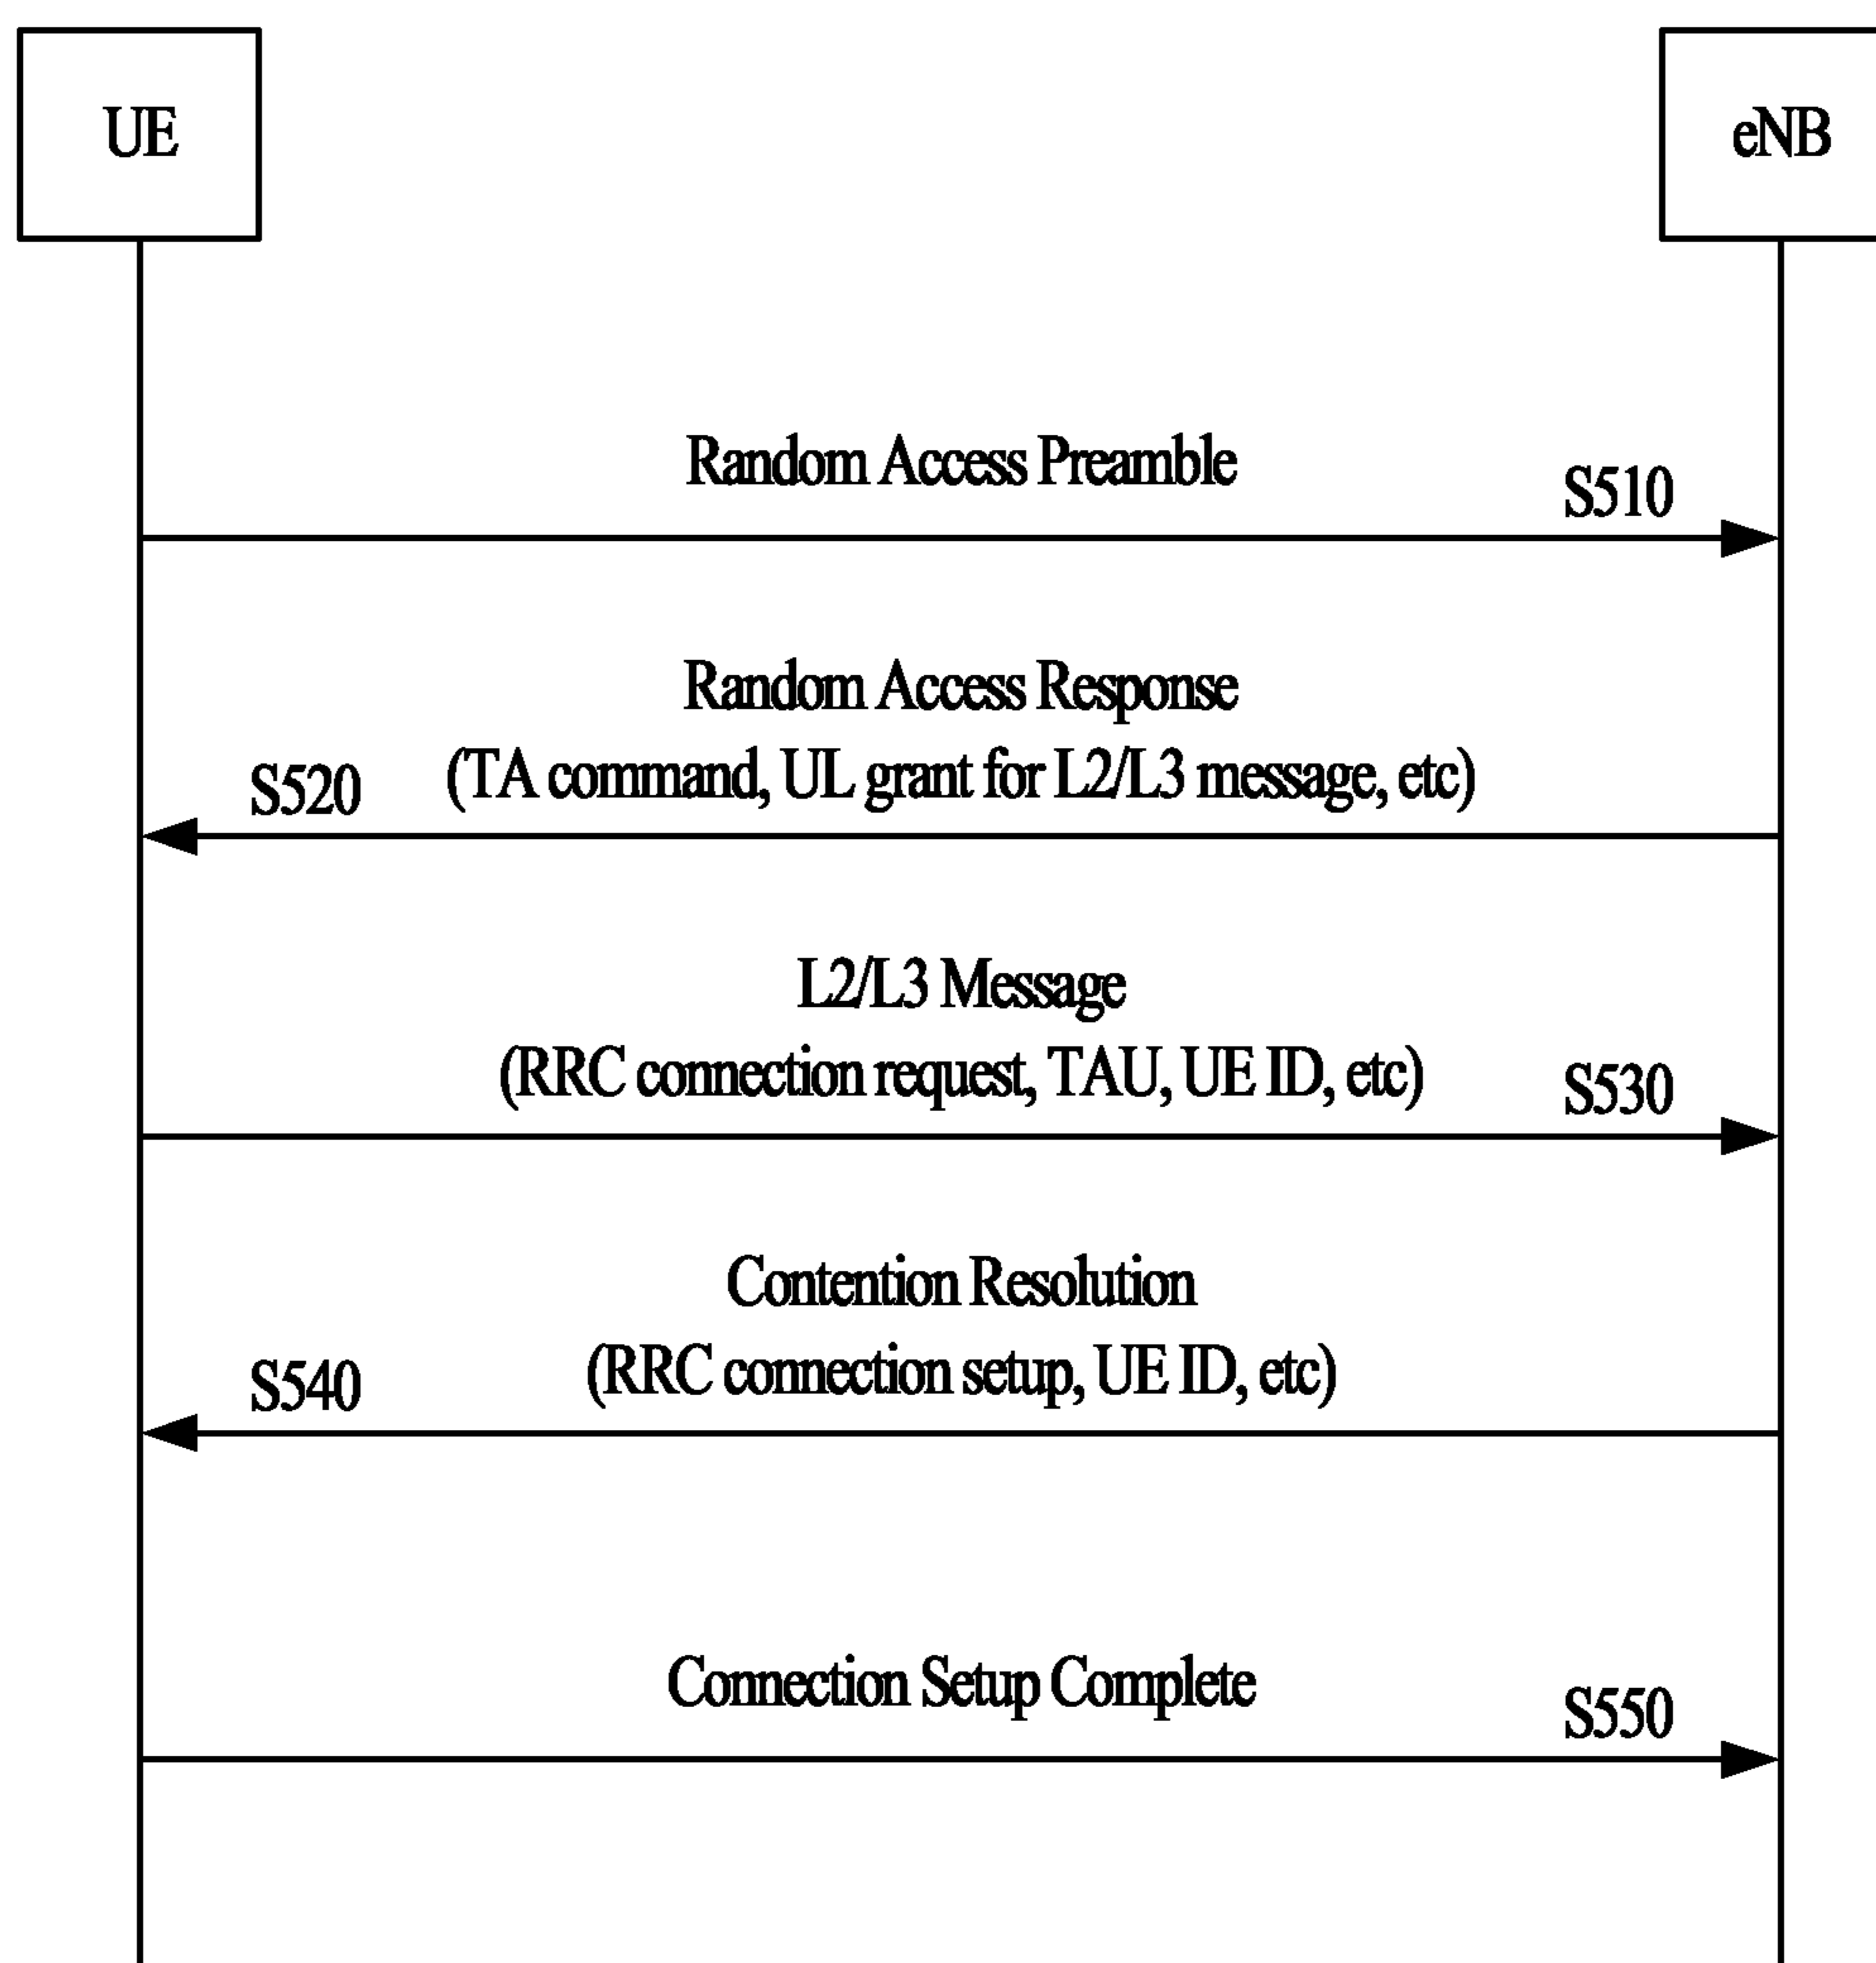 UE
eNB
Random Access Preamble
S510
Random Access Response
(TA command, UL grant for L2/L3 message, etc)
S520
L2/L3 Message
(RRC connection request, TAU, UE ID, etc)
S530
Contention Resolution
(RRC connection setup, UE ID, etc)
S540
Connection Setup Complete
S550